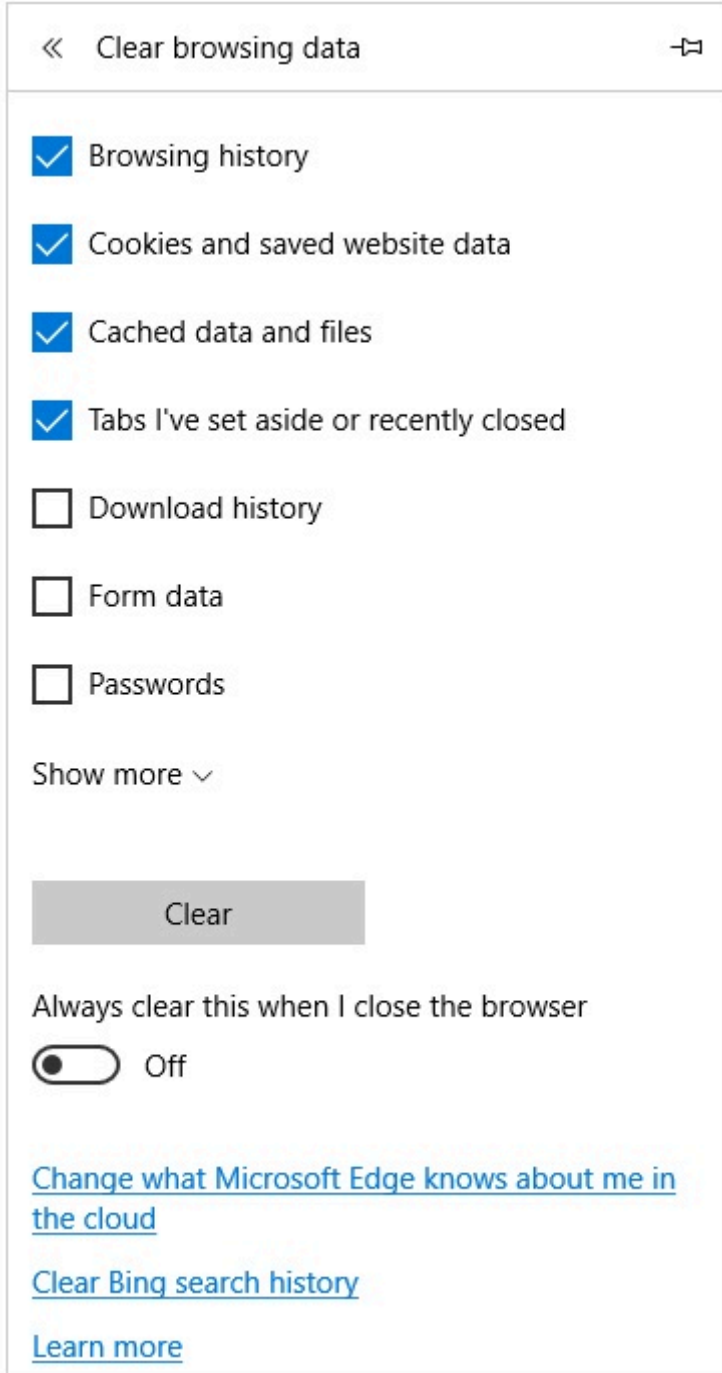 Clear browsing data
Browsing history
Cookies and saved website data
Cached data and files
Tabs I've set aside or recently closed
Download history
Form data
Passwords
Show more
Clear
Always clear this when I close the browser
Off
Change what Microsoft Edge knows about me in
the cloud
Clear Bing search history
Learn more